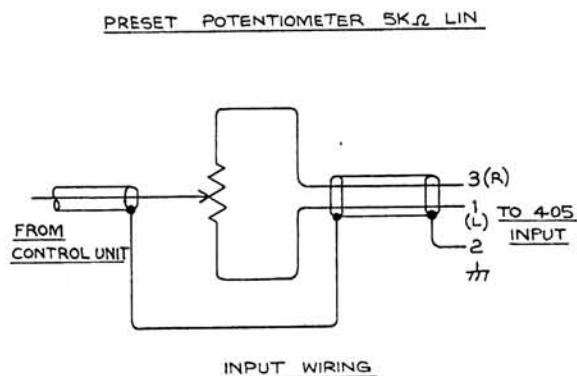 PRESET POTENTIOMETER 5KΩ LIN
3(R)
1
(L)
TO 405
INPUT
2
FROM
CONTROL UNIT
INPUT WIRING